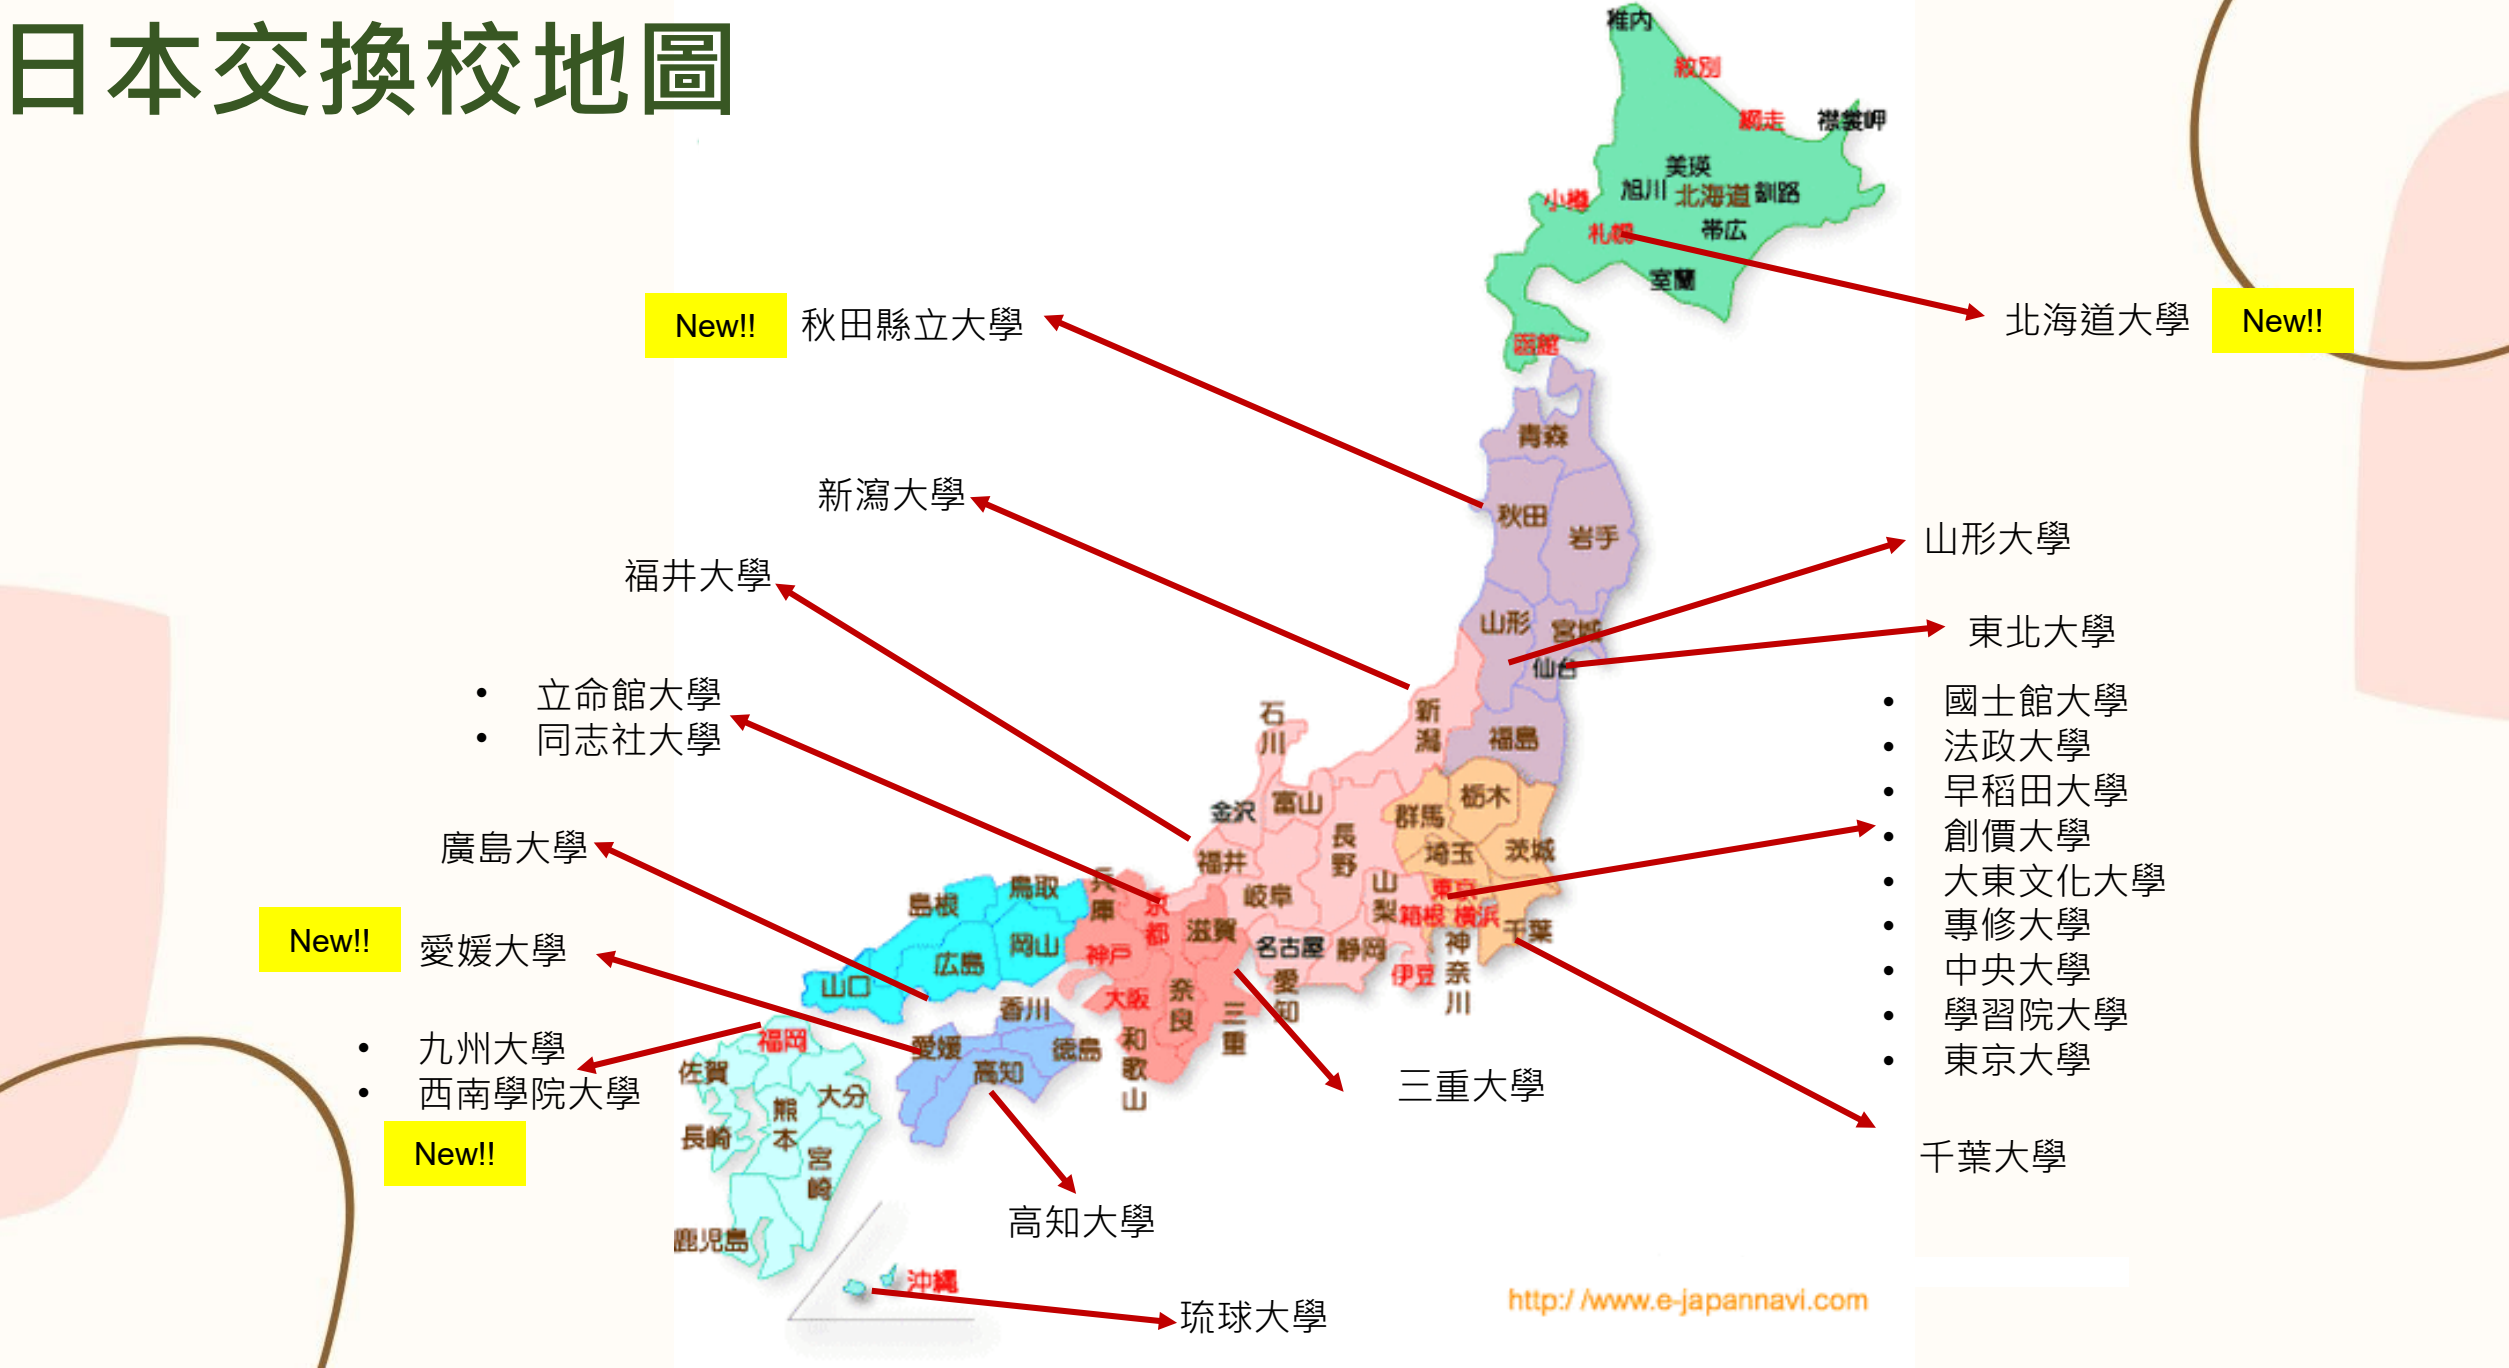 日本交換校地圖
稚内
紋別
網走
襟裳岬
美瑛
旭川 北海道 釧路
小樽
札幌
帯広
室蘭
函館
New!! 秋田縣立大學
北海道大學 New!!
青森
秋田
岩手
新瀉大學
福井大學
山形大學
山形
宮城
東北大學
仙台
• 立命館大學
• 同志社大學
• 國士館大學
• 法政大學
• 早稻田大學
• 創價大學
• 大東文化大學
• 專修大學
• 中央大學
• 學習院大學
• 東京大學
石川
新潟
福島
金沢
富山
長野
群馬
栃木
埼玉
茨城
福井
岐阜
山梨
東京
箱根 横浜
千葉
神奈川
廣島大學
島根
鳥取
兵庫
京都
滋賀
名古屋
静岡
伊豆
愛知
広島
岡山
神戸
山口
大阪
奈良
三重
和歌山
香川
愛媛
徳島
高知
New!! 愛媛大學
• 九州大學
• 西南學院大學
New!!
福岡
佐賀
大分
熊本
長崎
宮崎
鹿児島
三重大學
千葉大學
高知大學
沖縄
琉球大學
http://www.e-japannavi.com